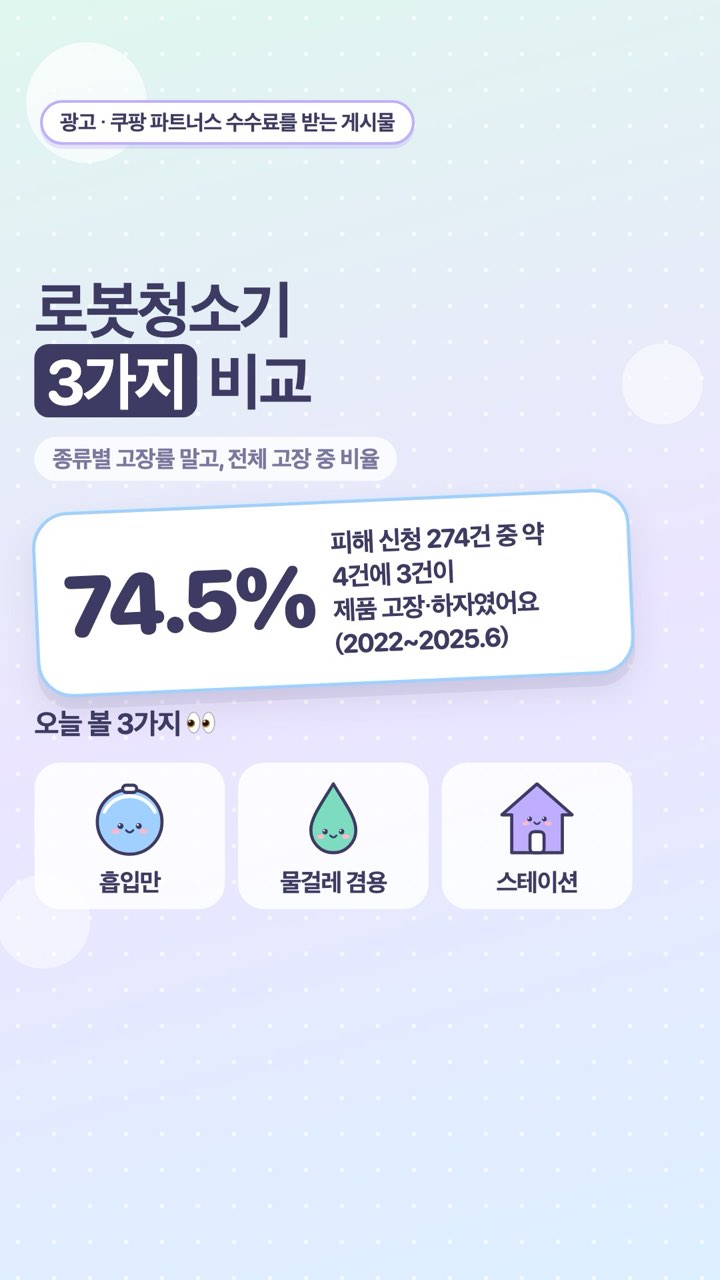 광고 · 쿠팡 파트너스 수수료를 받는 게시물
로봇청소기
3가지 비교
종류별 고장률 말고, 전체 고장 중 비율
74.5%
피해 신청 274건 중 약
4건에 3건이
제품 고장·하자였어요
(2022~2025.6)
오늘 볼 3가지 👀
흡입만
물걸레 겸용
스테이션